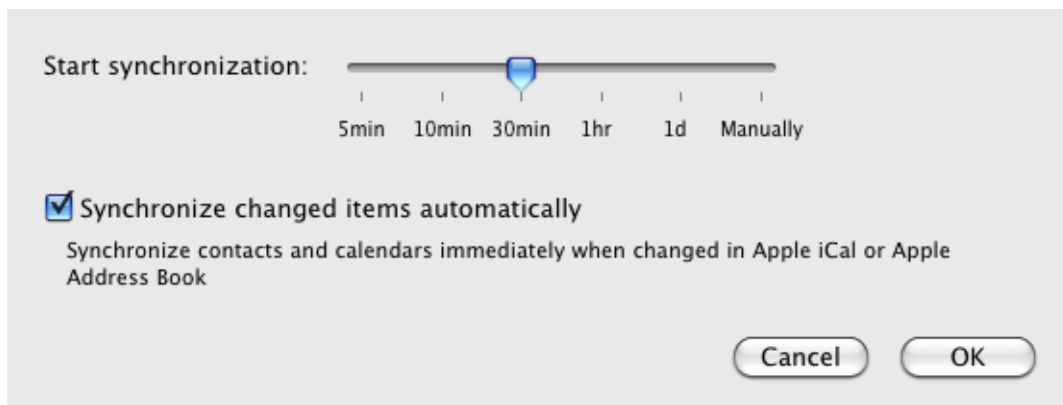 Start synchronization:
5min 10min 30min 1hr 1d Manually
Synchronize changed items automatically
Synchronize contacts and calendars immediately when changed in Apple iCal or Apple
Address Book
Cancel OK